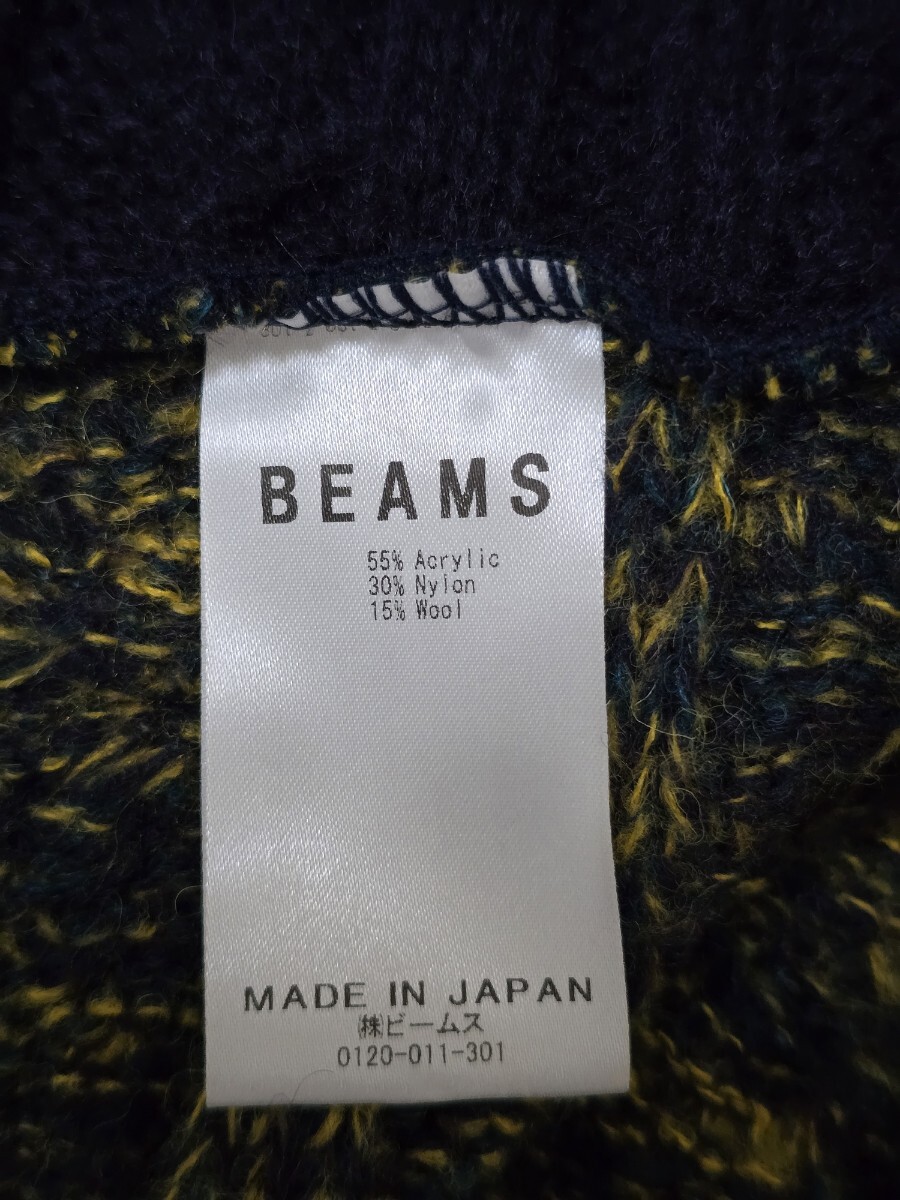 BEAMS
55% Acrylic
30% Nylon
15% Wool
MADE IN JAPAN
㈱ビームス
0120-011-301